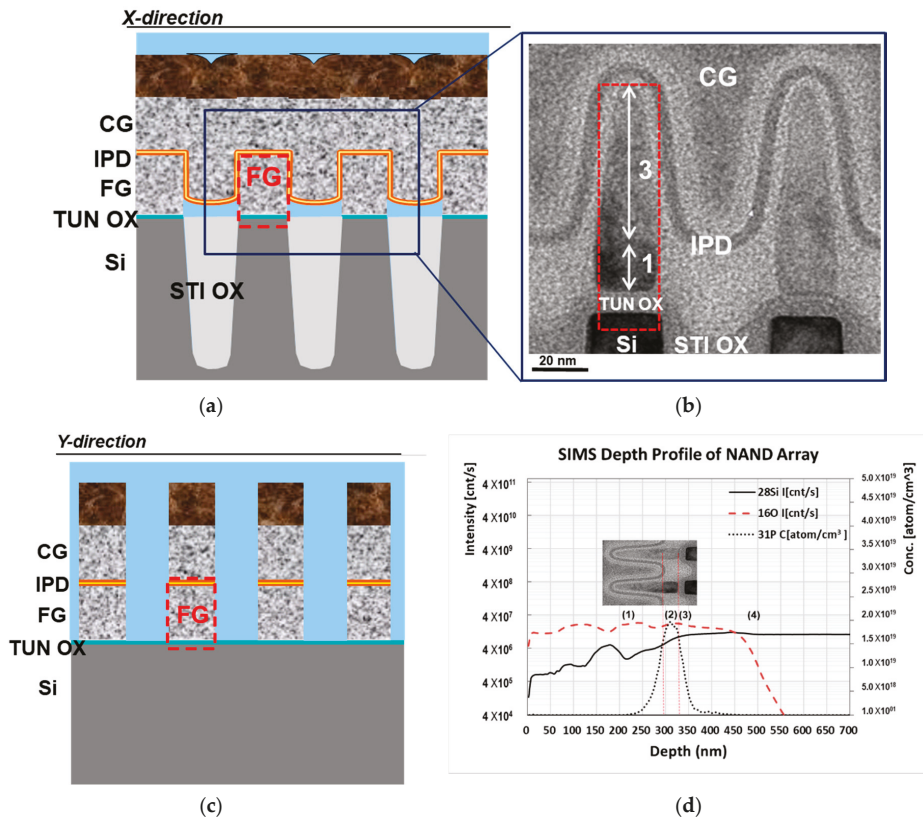 X-direction
CG
IPD
FG
TUN OX
Si
FG
STI OX
(a)
CG
3
IPD
1
TUN OX
Si
STI OX
20 nm
(b)
Y-direction
CG
IPD
FG
TUN OX
Si
FG
(c)
SIMS Depth Profile of NAND Array
Intensity [cnt/s]
4 X10¹¹
4 X10¹⁰
4 X10⁹
4 X10⁸
4 X10⁷
4 X10⁶
4 X10⁵
4 X10⁴
28Si I[cnt/s]
16O I[cnt/s]
31P C[atom/cm³ ]
(1)
(2)
(3)
(4)
5.0 X10¹⁹
4.5 X10¹⁹
4.5 X10¹⁹
3.5 X10¹⁹
3.0 X10¹⁹
2.5 X10¹⁹
2.0 X10¹⁹
1.5 X10¹⁹
1.0 X10¹⁹
5.0 X10¹⁸
1.0 X10⁰¹
Conc. [atom/cm^3]
0 50 100 150 200 250 300 350 400 450 500 550 600 650 700
Depth (nm)
(d)